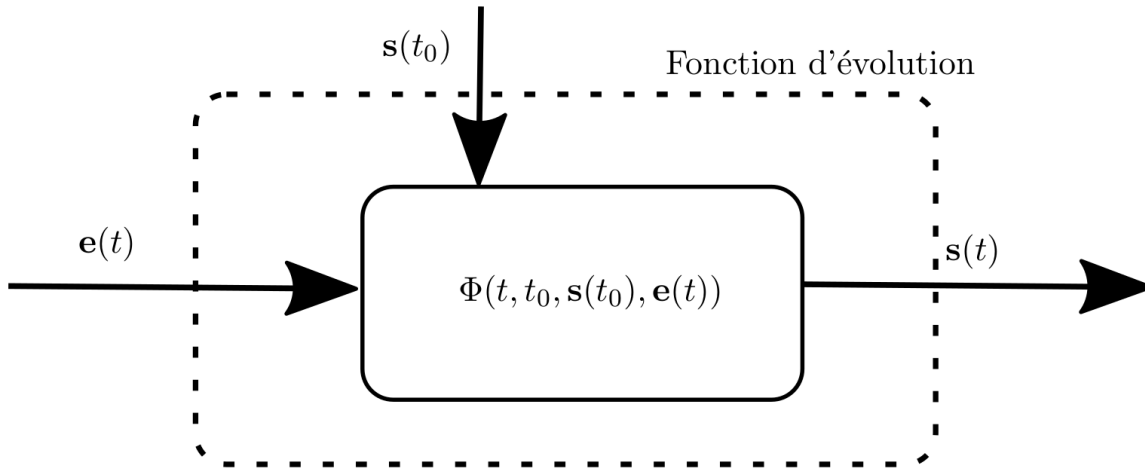 s(t₀)
Fonction d'évolution
e(t)
s(t)
Φ(t, t₀, s(t₀), e(t))